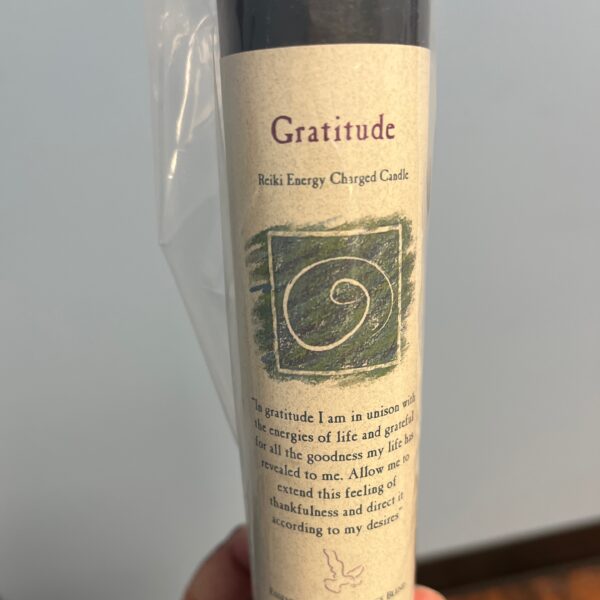 Gratitude
Reiki Energy Charged Candle
"In gratitude I am in unison with
the energies of life and grateful
for all the goodness my life has
revealed to me. Allow me to
extend this feeling of
thankfulness and direct it
according to my desires"
Blend